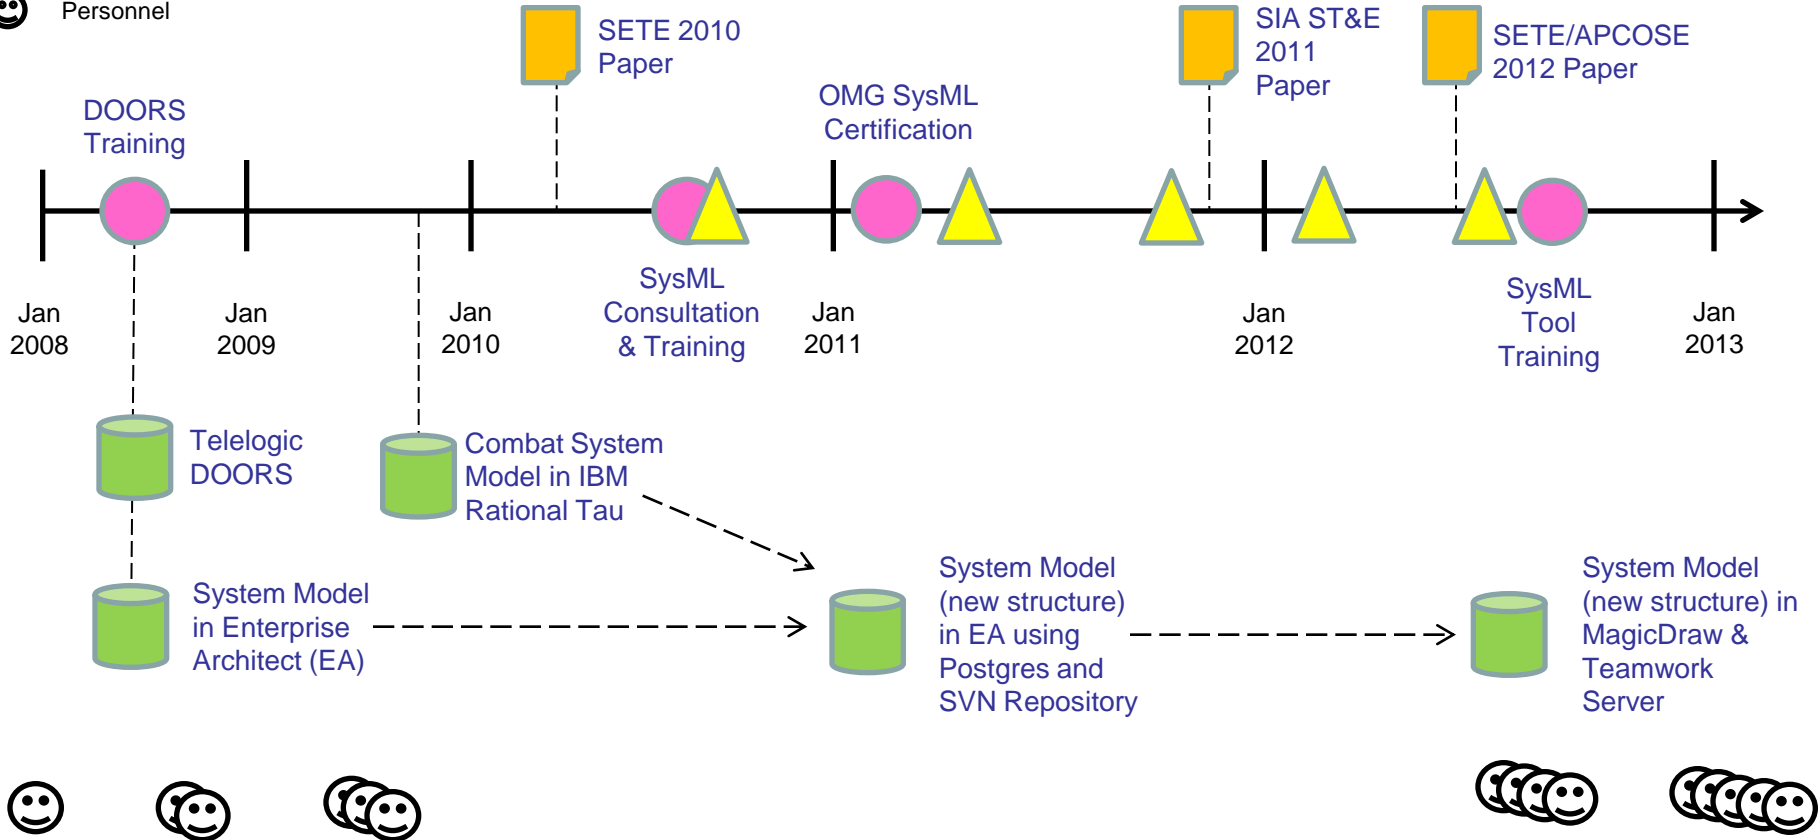 Personnel
SETE 2010
Paper
SIA ST&E
2011
Paper
SETE/APCOSE
2012 Paper
DOORS
Training
OMG SysML
Certification
SysML
Consultation
& Training
SysML
Tool
Training
Jan
2008
Jan
2009
Jan
2010
Jan
2011
Jan
2012
Jan
2013
Telelogic
DOORS
Combat System
Model in IBM
Rational Tau
System Model
in Enterprise
Architect (EA)
System Model
(new structure)
in EA using
Postgres and
SVN Repository
System Model
(new structure) in
MagicDraw &
Teamwork
Server